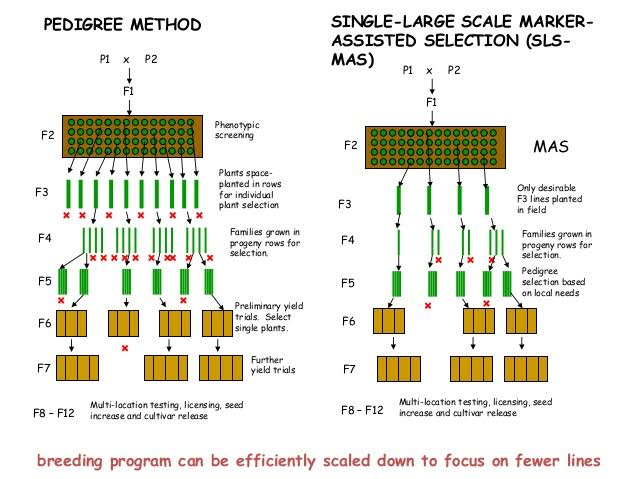 PEDIGREE METHOD
P1 x P2
F1
F2
Phenotypic
screening
F3
Plants space-
planted in rows
for individual
plant selection
F4
Families grown in
progeny rows for
selection.
F5
F6
Preliminary yield
trials. Select
single plants.
F7
Further
yield trials
F8 – F12
Multi-location testing, licensing, seed
increase and cultivar release
SINGLE-LARGE SCALE MARKER-
ASSISTED SELECTION (SLS-
MAS)
P1 x P2
F1
F2
MAS
F3
Only desirable
F3 lines planted
in field
F4
Families grown in
progeny rows for
selection.
F5
Pedigree
selection based
on local needs
F6
F7
F8 – F12
Multi-location testing, licensing, seed
increase and cultivar release
breeding program can be efficiently scaled down to focus on fewer lines